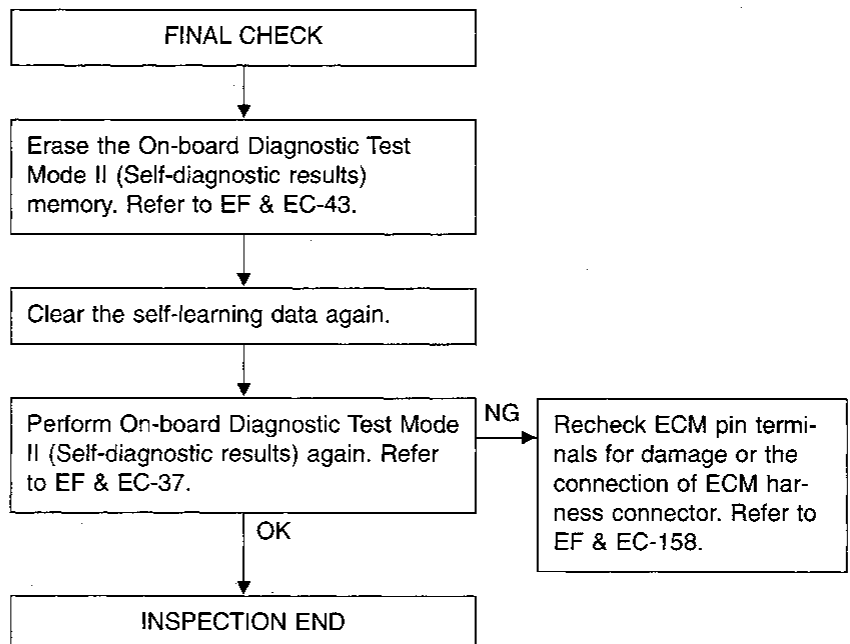 FINAL CHECK
Erase the On-board Diagnostic Test
Mode II (Self-diagnostic results)
memory. Refer to EF & EC-43.
Clear the self-learning data again.
Perform On-board Diagnostic Test Mode
II (Self-diagnostic results) again. Refer
to EF & EC-37.
NG
Recheck ECM pin termi-
nals for damage or the
connection of ECM har-
ness connector. Refer to
EF & EC-158.
OK
INSPECTION END